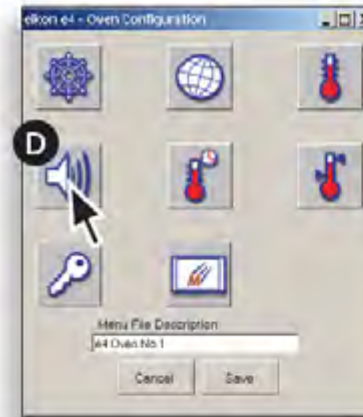 elkon e4 - Oven Configuration
D
Menu File Description
e4 Oven No.1
Cancel
Save